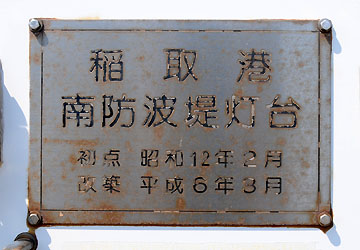 稲取港
南防波堤灯台
初点 昭和12年2月
改築 平成6年3月